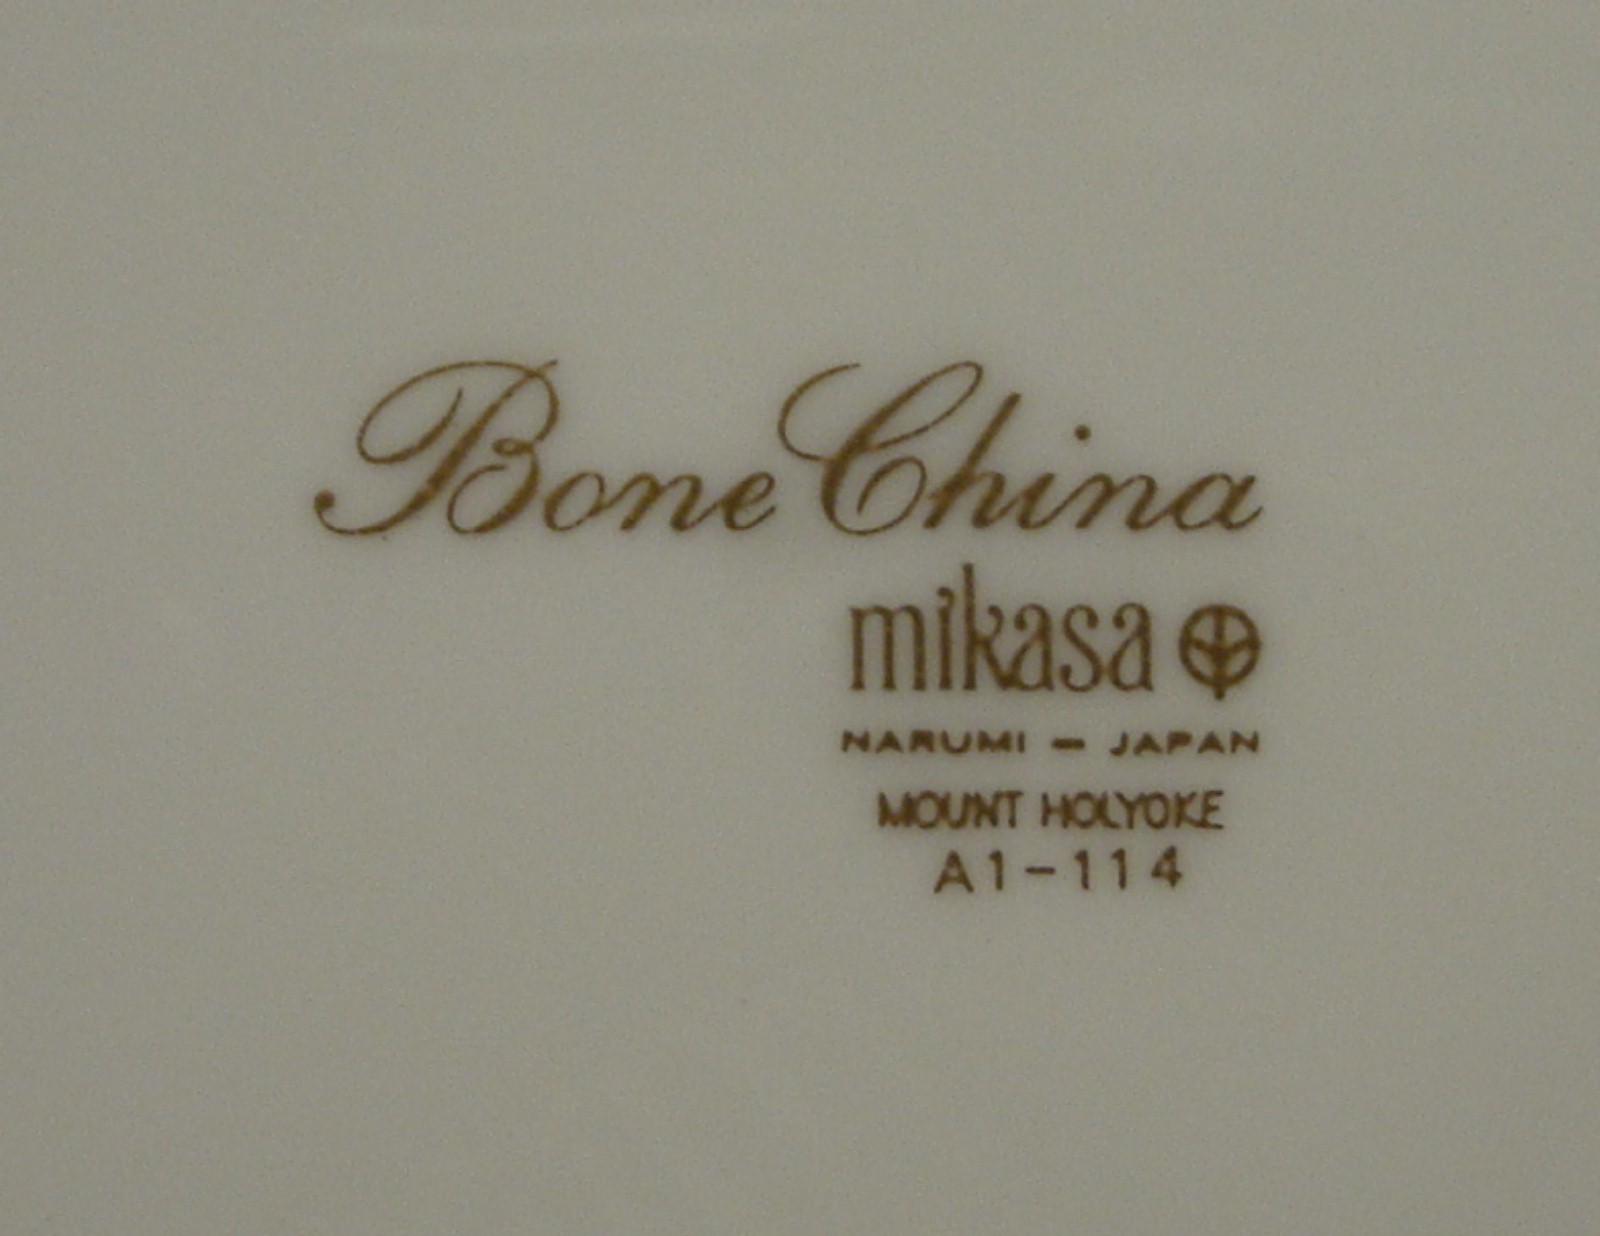 Bone China
mikasa
NARUMI - JAPAN
MOUNT HOLYOKE
A1-114